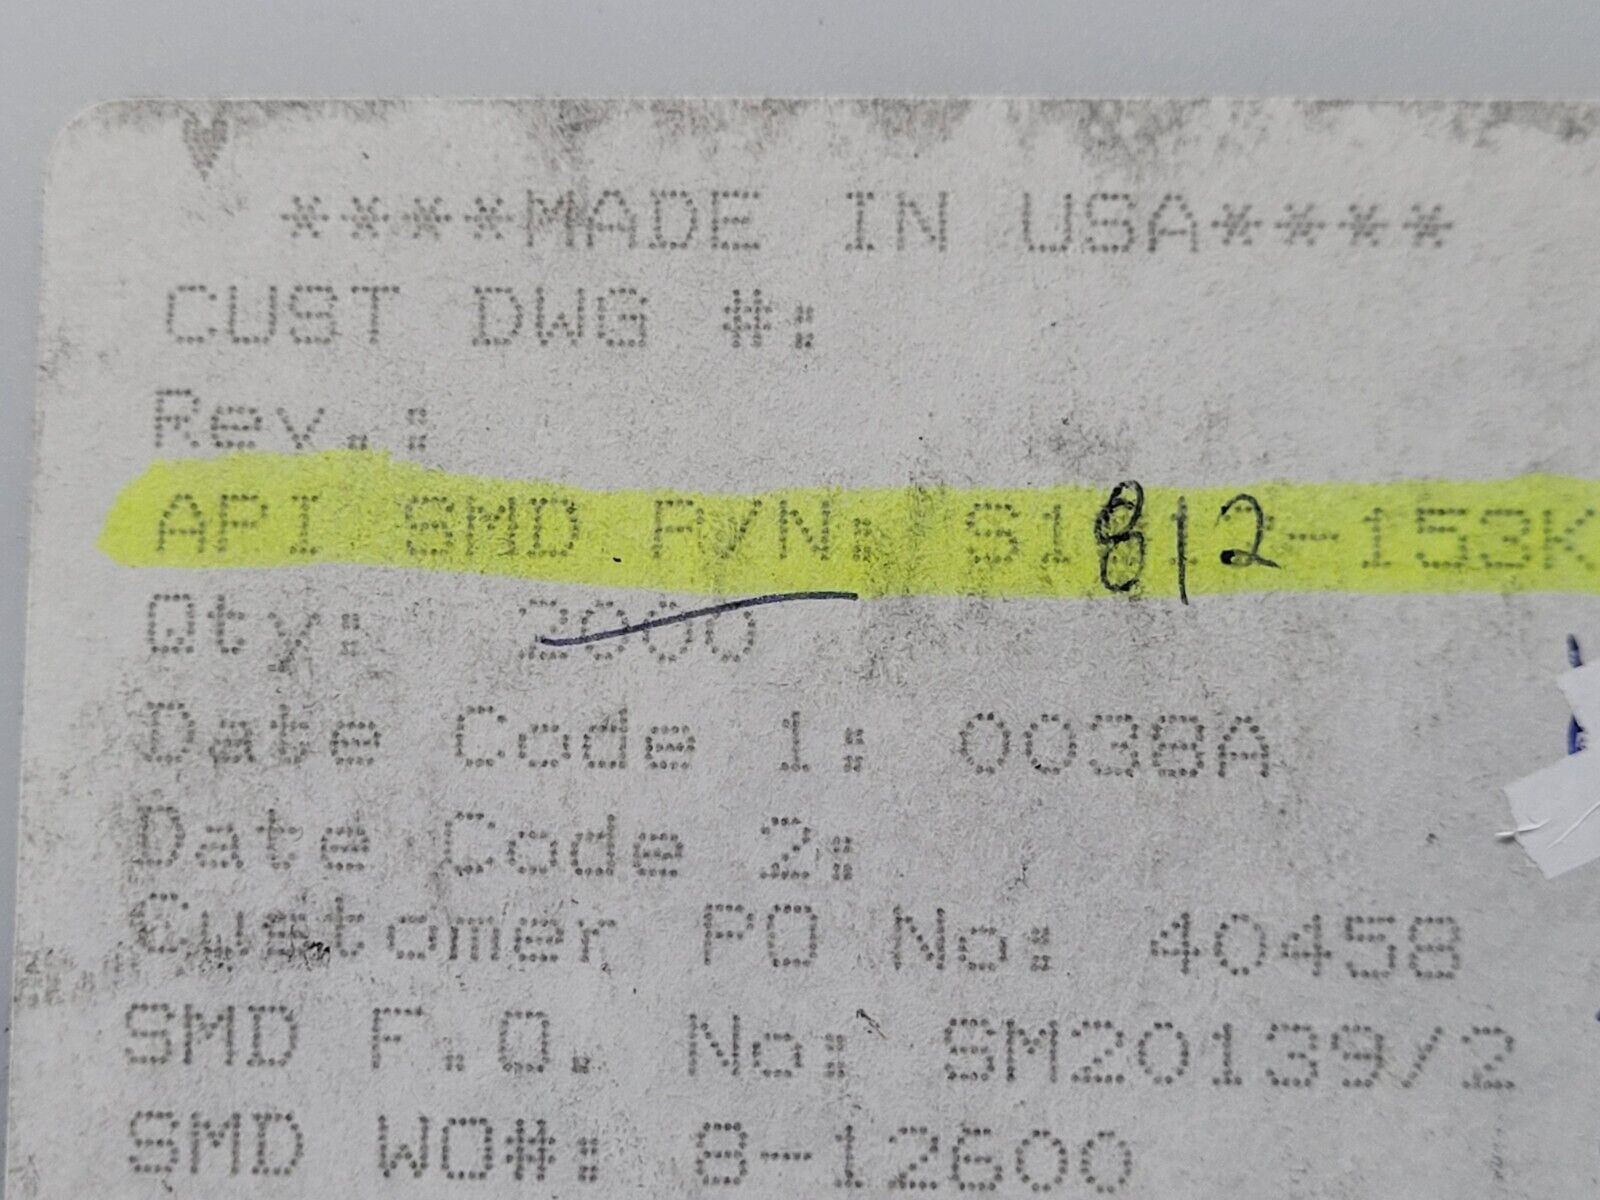 ****MADE IN USA****
CUST DWG #:
Rev.:
API SMD P/N: S1812-153K
Qty: 2000
Date Code 1: 0038A
Date Code 2:
Customer PO No: 40458
SMD F.O. No: SM20139/2
SMD WO#: 8-12600